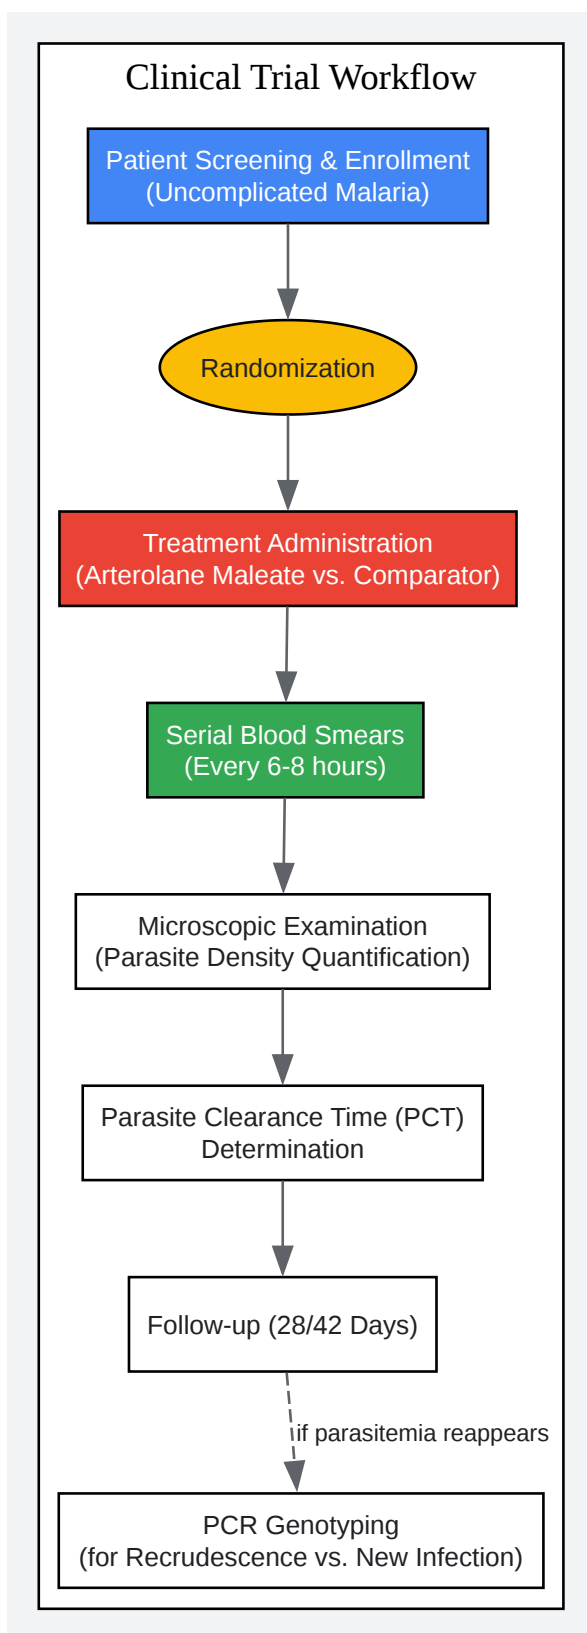 Clinical Trial Workflow
Patient Screening & Enrollment
(Uncomplicated Malaria)
Randomization
Treatment Administration
(Arterolane Maleate vs. Comparator)
Serial Blood Smears
(Every 6-8 hours)
Microscopic Examination
(Parasite Density Quantification)
Parasite Clearance Time (PCT)
Determination
Follow-up (28/42 Days)
if parasitemia reappears
PCR Genotyping
(for Recrudescence vs. New Infection)